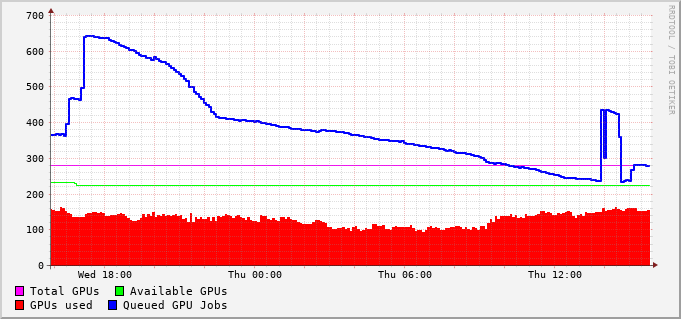 700
600
500
400
300
200
100
0
Wed 18:00 Thu 00:00 Thu 06:00 Thu 12:00
Total GPUs Available GPUs
GPUs used Queued GPU Jobs
RRDTOOL / TOBI OETIKER